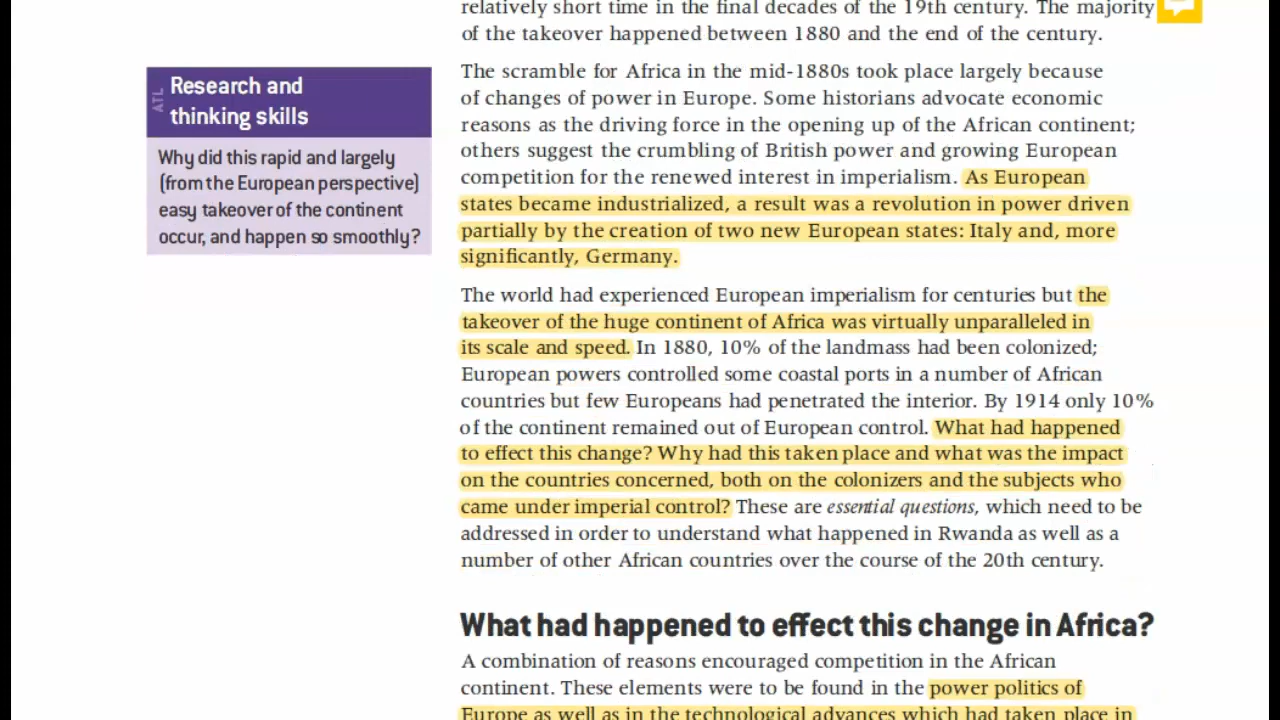 relatively short time in the final decades of the 19th century. The majority
of the takeover happened between 1880 and the end of the century.
ATL
Research and
thinking skills
Why did this rapid and largely
(from the European perspective)
easy takeover of the continent
occur, and happen so smoothly?
The scramble for Africa in the mid-1880s took place largely because
of changes of power in Europe. Some historians advocate economic
reasons as the driving force in the opening up of the African continent;
others suggest the crumbling of British power and growing European
competition for the renewed interest in imperialism. As European
states became industrialized, a result was a revolution in power driven
partially by the creation of two new European states: Italy and, more
significantly, Germany.
The world had experienced European imperialism for centuries but the
takeover of the huge continent of Africa was virtually unparalleled in
its scale and speed. In 1880, 10% of the landmass had been colonized;
European powers controlled some coastal ports in a number of African
countries but few Europeans had penetrated the interior. By 1914 only 10%
of the continent remained out of European control. What had happened
to effect this change? Why had this taken place and what was the impact
on the countries concerned, both on the colonizers and the subjects who
came under imperial control? These are essential questions, which need to be
addressed in order to understand what happened in Rwanda as well as a
number of other African countries over the course of the 20th century.
What had happened to effect this change in Africa?
A combination of reasons encouraged competition in the African
continent. These elements were to be found in the power politics of
Europe as well as in the technological advances which had taken place in